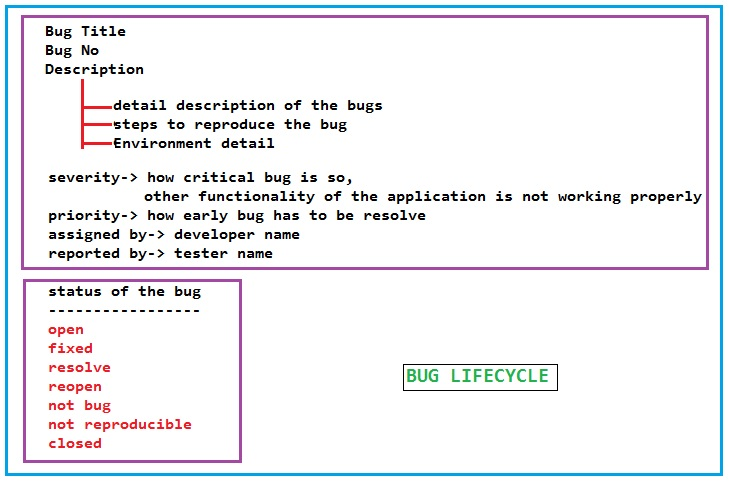 Bug Title
Bug No
Description
detail description of the bugs
steps to reproduce the bug
Environment detail
severity-> how critical bug is so,
other functionality of the application is not working properly
priority-> how early bug has to be resolve
assigned by-> developer name
reported by-> tester name
status of the bug
-----------------
open
fixed
resolve
reopen
not bug
not reproducible
closed
BUG LIFECYCLE